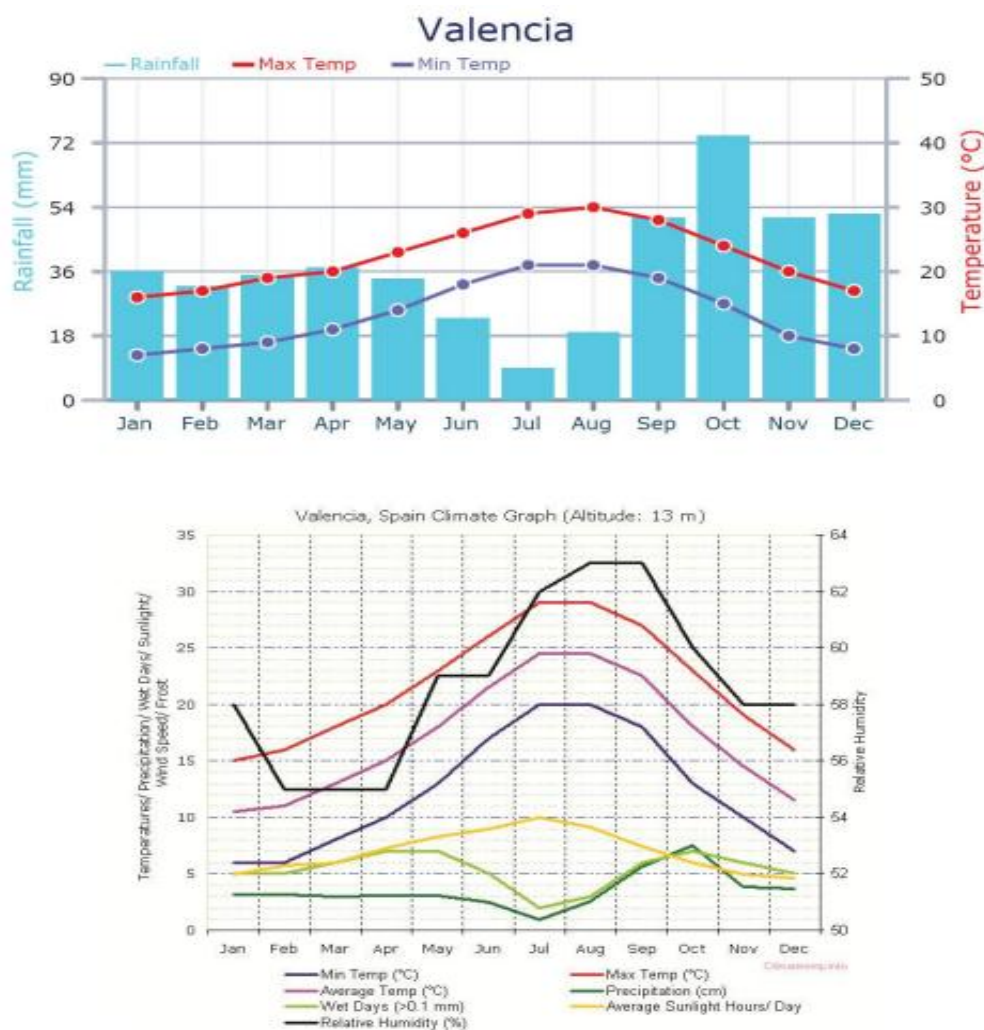 Valencia
Rainfall Max Temp Min Temp
90 50
72 40
54 30
36 20
18 10
0 0
Rainfall (mm)
Temperature (°C)
Jan Feb Mar Apr May Jun Jul Aug Sep Oct Nov Dec
Valencia, Spain Climate Graph (Altitude: 13 m)
35 64
30 62
25 60
20 58
15 56
10 54
5 52
0 50
Temperatures/ Precipitation/ Wet Days/ Sunlight/
Wind Speed/ Frost
Relative Humidity
Jan Feb Mar Apr May Jun Jul Aug Sep Oct Nov Dec
Climatemp.info
Min Temp (°C) Max Temp (°C)
Average Temp (°C) Precipitation (cm)
Wet Days (>0.1 mm) Average Sunlight Hours/ Day
Relative Humidity (%)